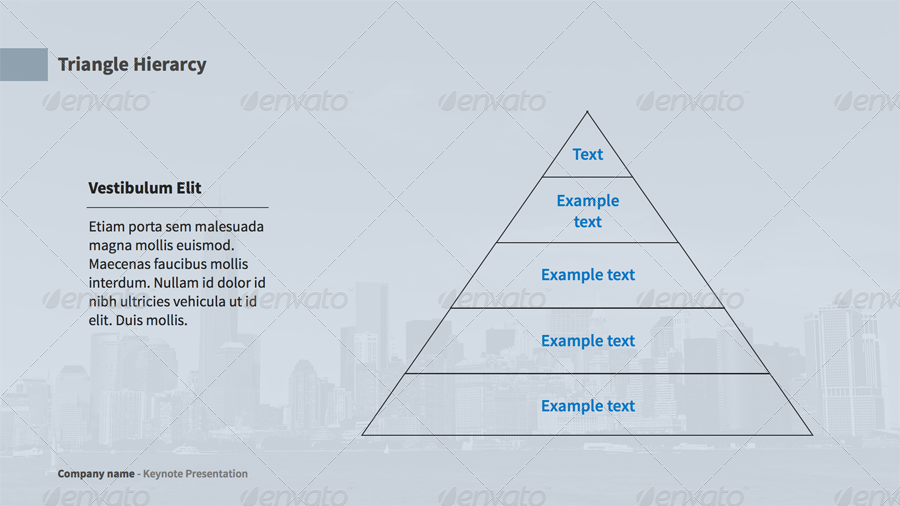 Triangle Hierarcy
Vestibulum Elit
Etiam porta sem malesuada
magna mollis euismod.
Maecenas faucibus mollis
interdum. Nullam id dolor id
nibh ultricies vehicula ut id
elit. Duis mollis.
Text
Example
text
Example text
Example text
Example text
Company name - Keynote Presentation
envato envato envato envato envato
envato envato envato envato envato
envato envato envato envato envato